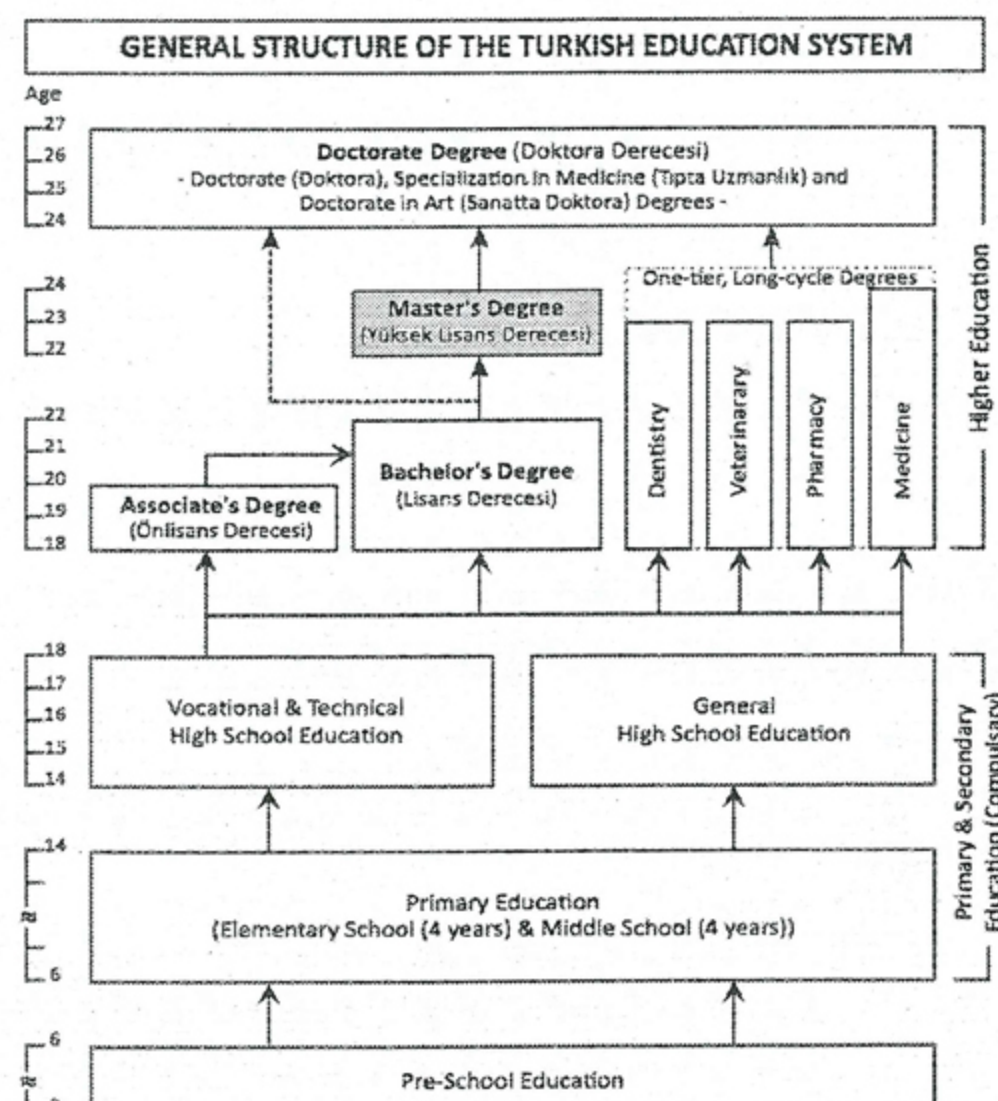 GENERAL STRUCTURE OF THE TURKISH EDUCATION SYSTEM
Age
27
26
25
24
Doctorate Degree (Doktora Derecesi)
- Doctorate (Doktora), Specialization in Medicine (Tıpta Uzmanlık) and
Doctorate in Art (Sanatta Doktora) Degrees -
24
23
22
Master's Degree
(Yüksek Lisans Derecesi)
One-tier, Long-cycle Degrees
22
21
20
19
18
Associate's Degree
(Önlisans Derecesi)
Bachelor's Degree
(Lisans Derecesi)
Dentistry
Veterinarary
Pharmacy
Medicine
Higher Education
18
17
16
15
14
Vocational & Technical
High School Education
General
High School Education
14
6
Primary Education
(Elementary School (4 years) & Middle School (4 years))
Primary & Secondary
Education (Compulsary)
6
Pre-School Education